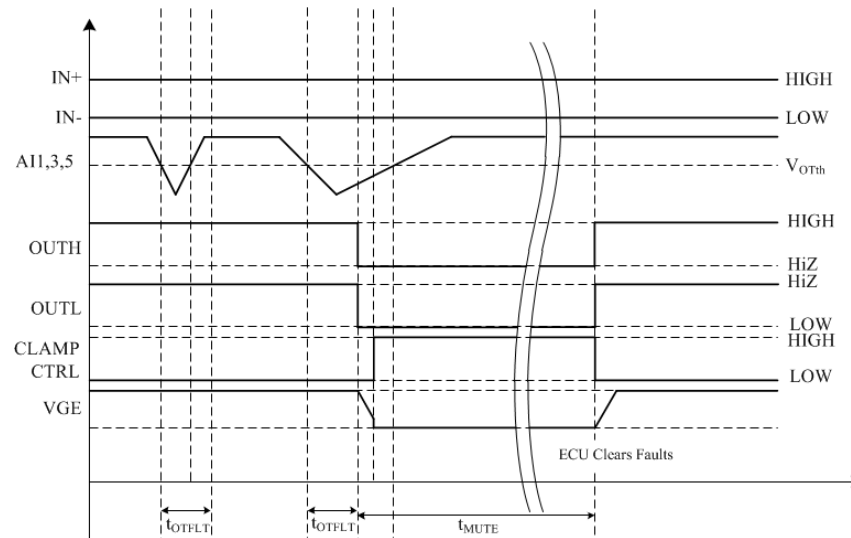 IN+ HIGH
IN- LOW
AI1,3,5 VOTth
HIGH
OUTH
HiZ
HiZ
OUTL
LOW
CLAMP HIGH
CTRL LOW
VGE
ECU Clears Faults
tOTFLT tOTFLT tMUTE